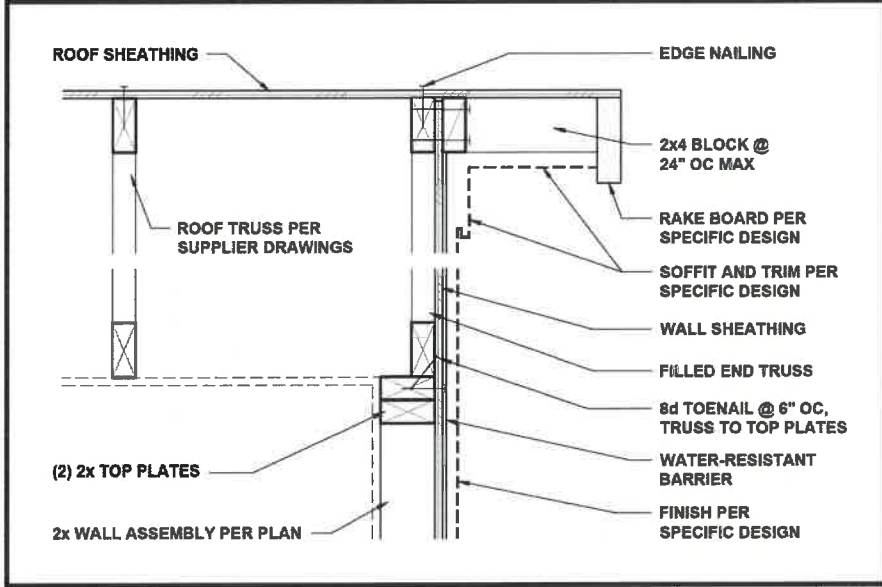 ROOF SHEATHING
EDGE NAILING
2x4 BLOCK @
24" OC MAX
ROOF TRUSS PER
SUPPLIER DRAWINGS
RAKE BOARD PER
SPECIFIC DESIGN
SOFFIT AND TRIM PER
SPECIFIC DESIGN
WALL SHEATHING
FILLED END TRUSS
8d TOENAIL @ 6" OC,
TRUSS TO TOP PLATES
(2) 2x TOP PLATES
WATER-RESISTANT
BARRIER
2x WALL ASSEMBLY PER PLAN
FINISH PER
SPECIFIC DESIGN